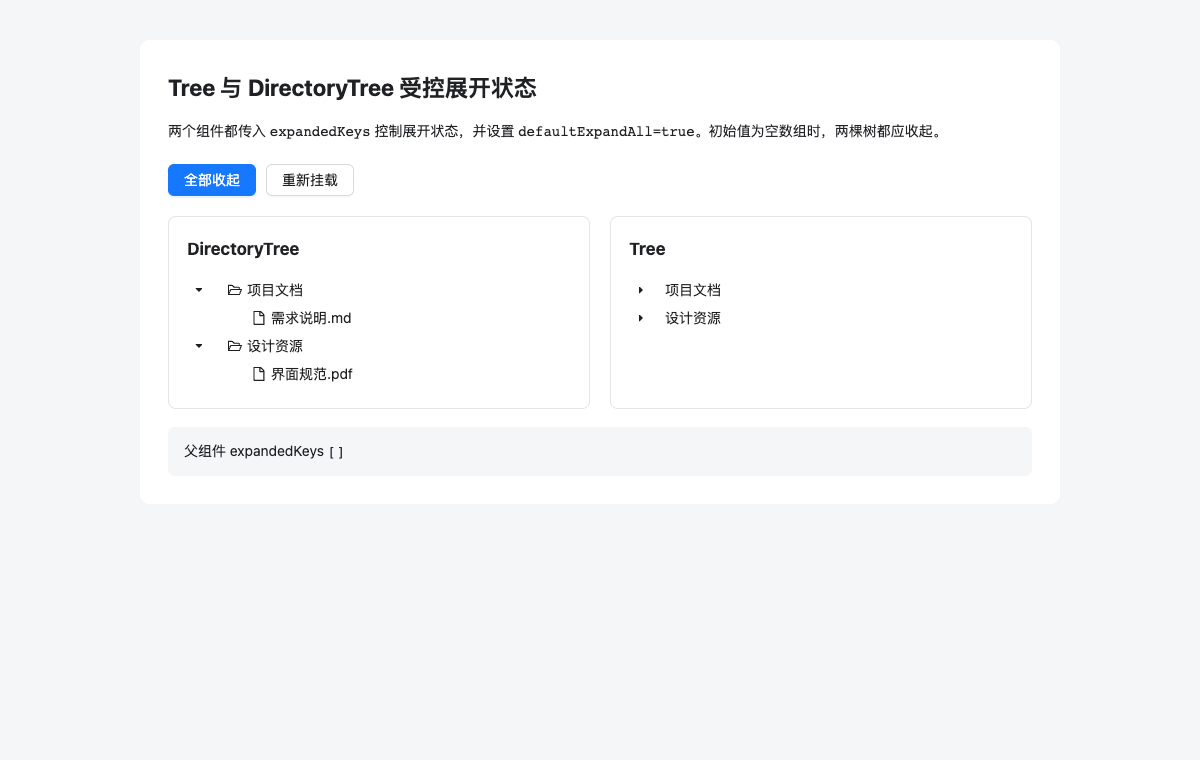 Tree 与 DirectoryTree 受控展开状态
两个组件都传入 expandedKeys 控制展开状态，并设置 defaultExpandAll=true。初始值为空数组时，两棵树都应收起。
全部收起 重新挂载
DirectoryTree
项目文档
需求说明.md
设计资源
界面规范.pdf
Tree
项目文档
设计资源
父组件 expandedKeys []